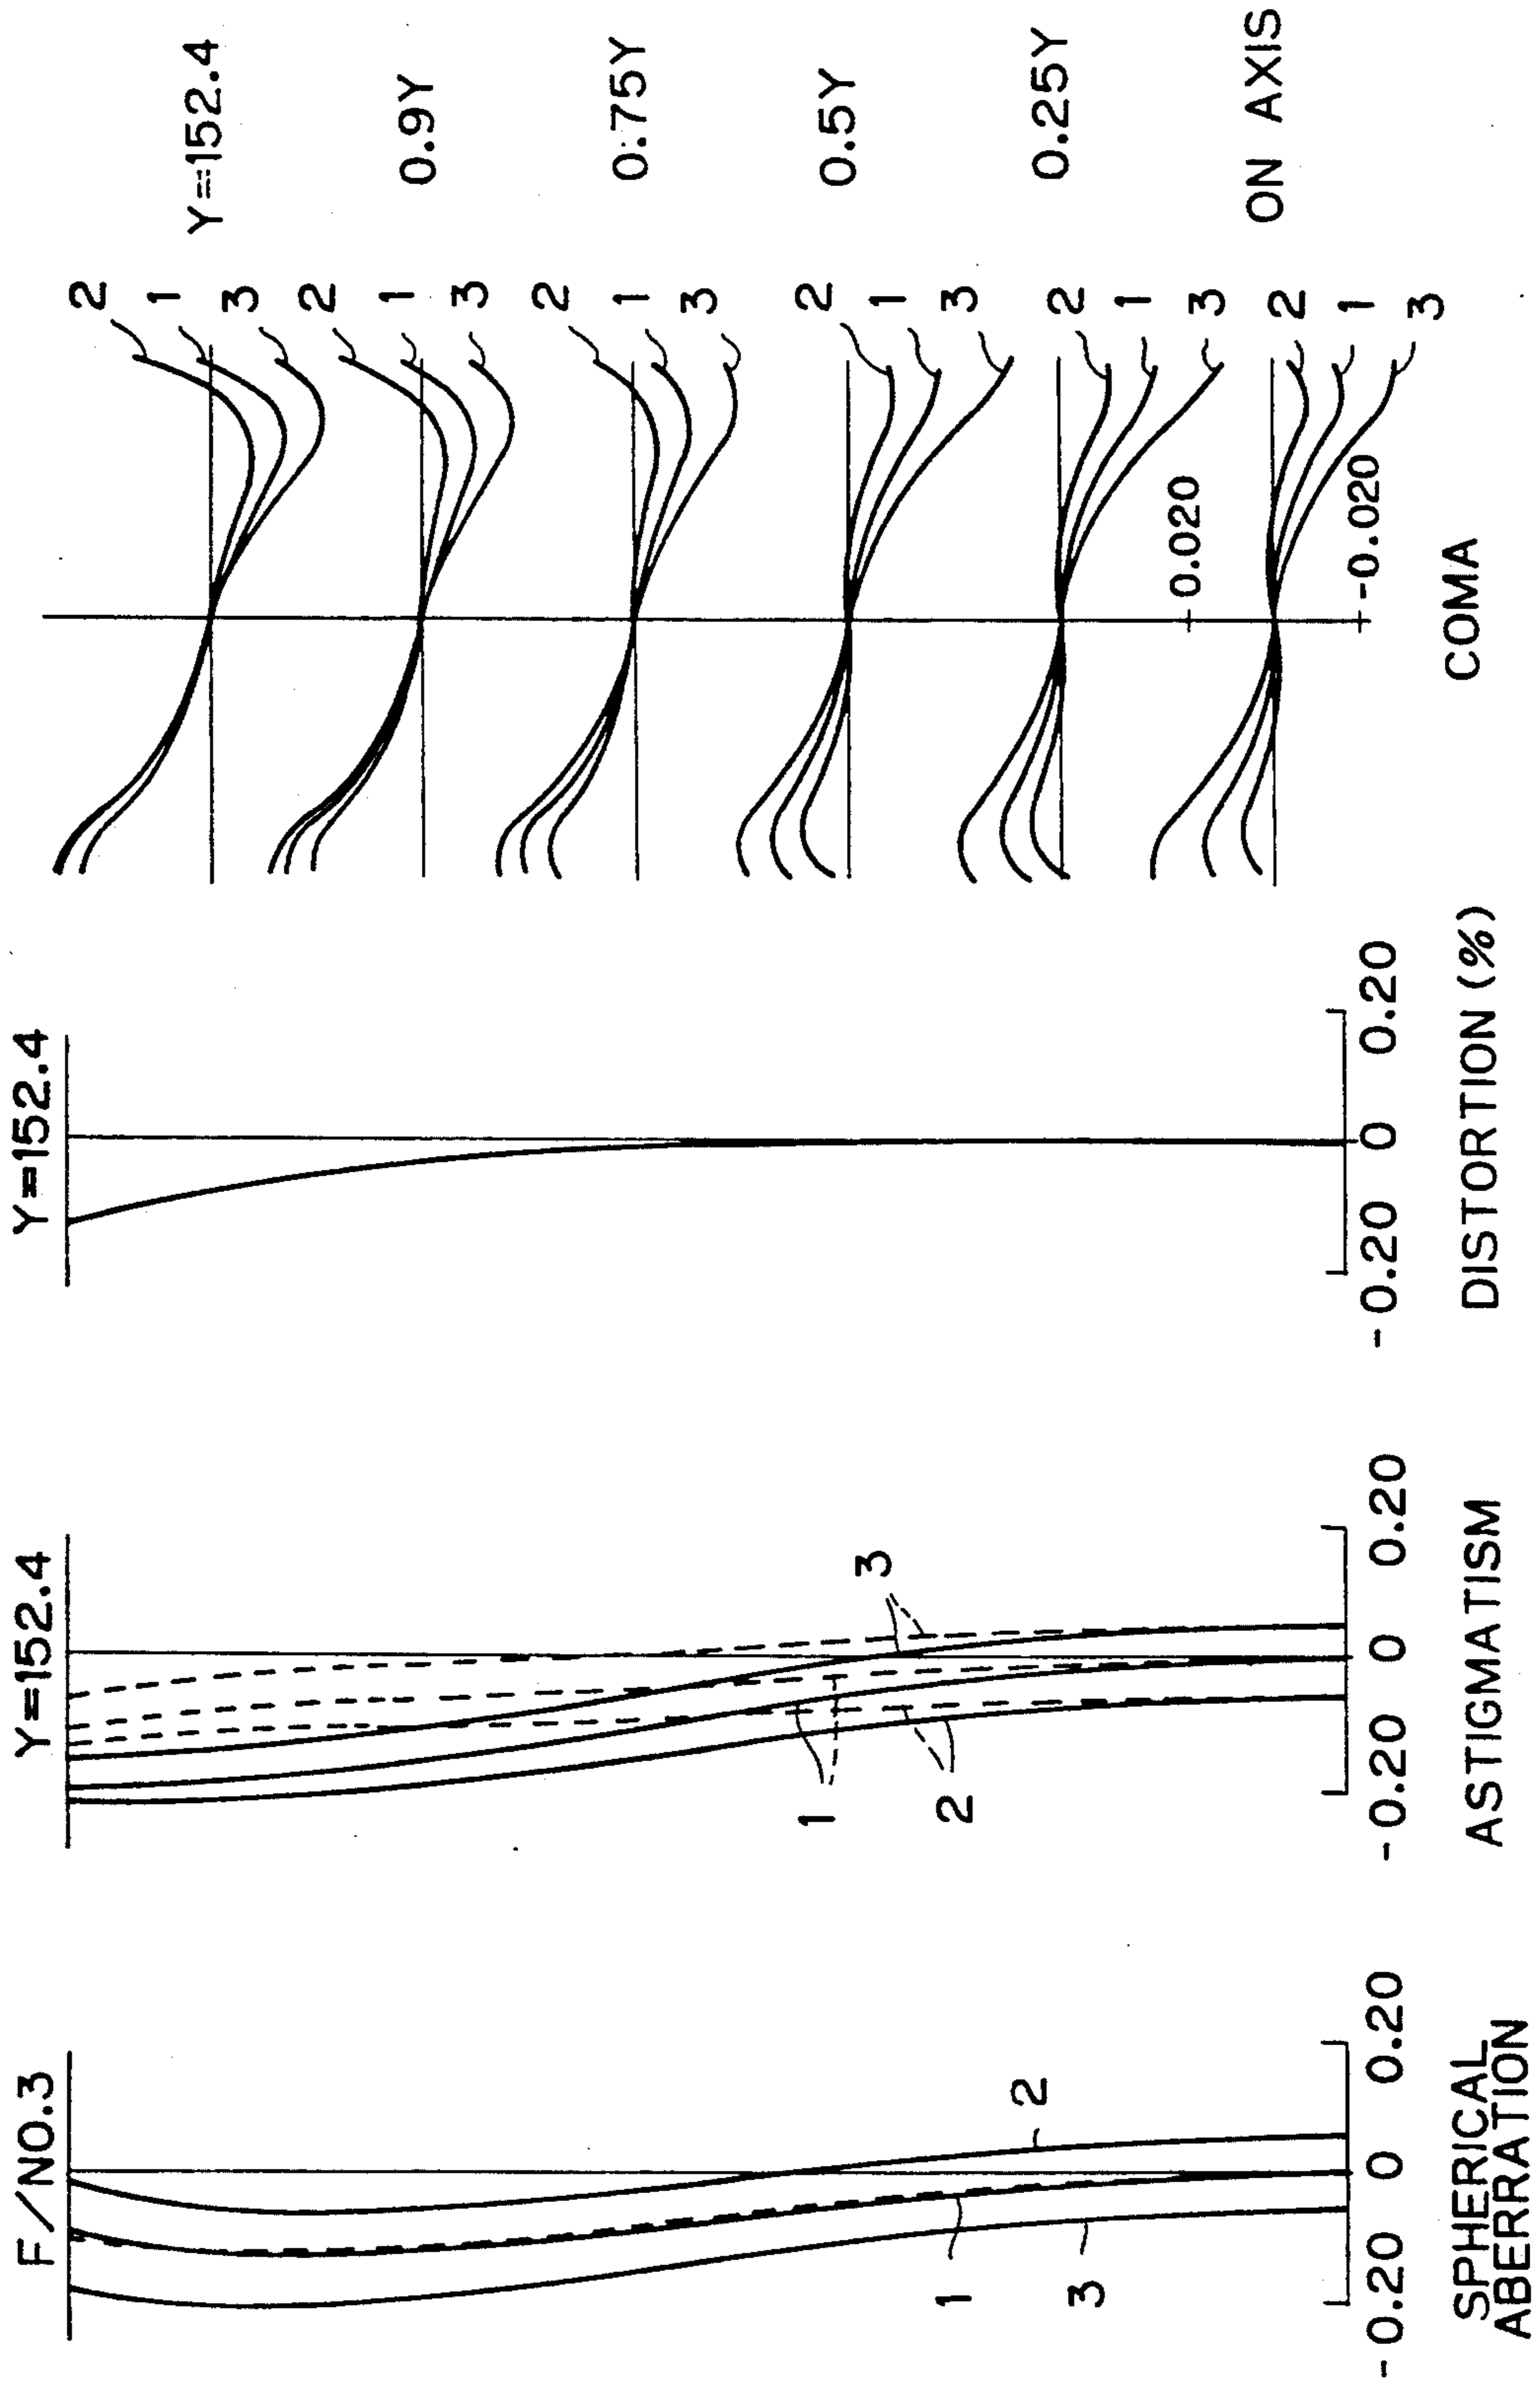 F/NO.3
1
3
2
-0.20
0
0.20
SPHERICAL
ABERRATION
Y=152.4
1
2
3
-0.20
0
0.20
ASTIGMATISM
Y=152.4
-0.20
0
0.20
DISTORTION (%)
2
1
3
Y=152.4
2
1
3
0.9Y
2
1
3
0.75Y
2
1
3
0.5Y
2
1
3
0.25Y
0.020
2
1
3
ON AXIS
-0.020
COMA